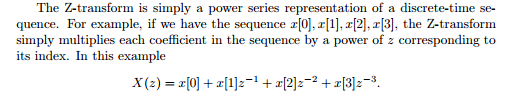 The Z-transform is simply a power series representation of a discrete-time se-
quence. For example, if we have the sequence x[0], x[1], x[2], x[3], the Z-transform
simply multiplies each coefficient in the sequence by a power of z corresponding to
its index. In this example
X(z) = x[0] + x[1]z⁻¹ + x[2]z⁻² + x[3]z⁻³.